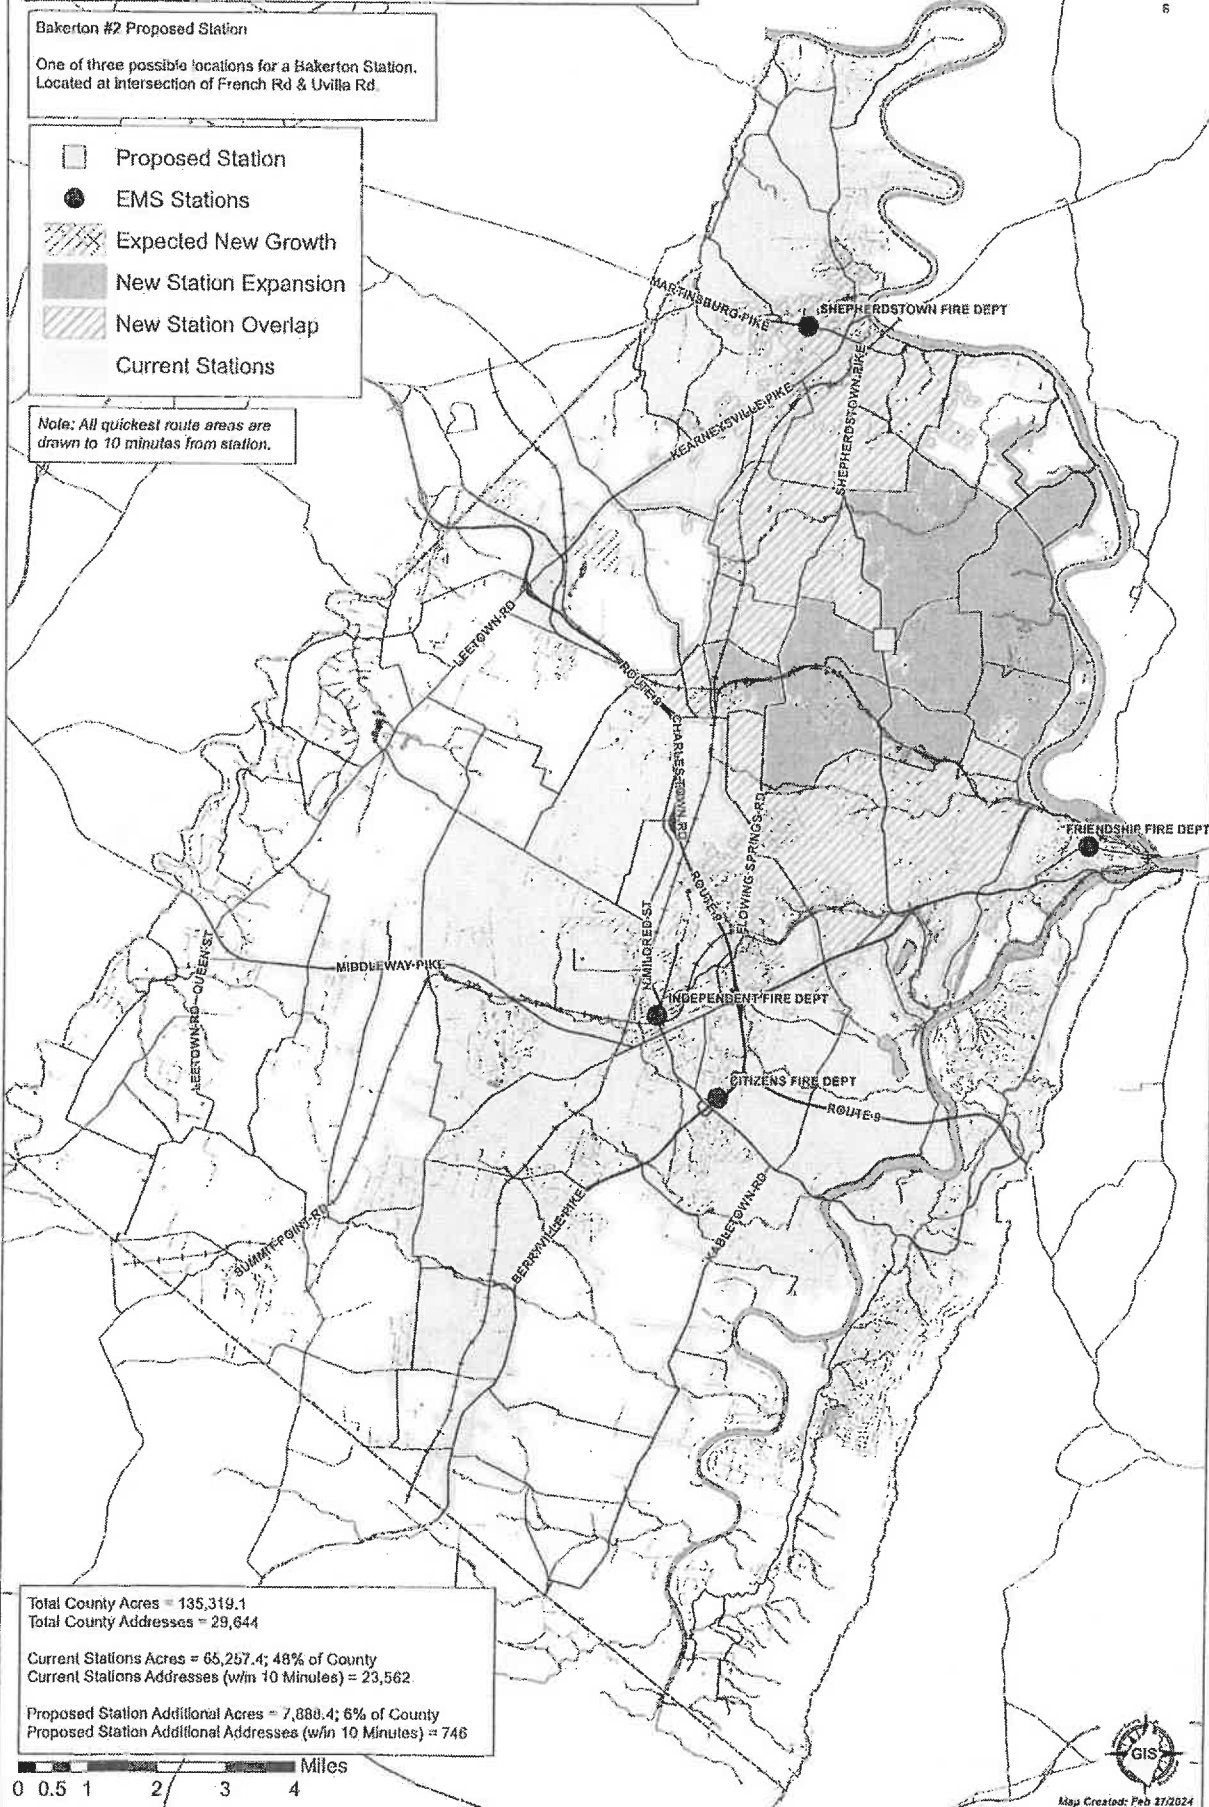 6
Bakerton #2 Proposed Station
One of three possible locations for a Bakerton Station.
Located at intersection of French Rd & Uvilla Rd.
Proposed Station
EMS Stations
Expected New Growth
New Station Expansion
New Station Overlap
Current Stations
Note: All quickest route areas are
drawn to 10 minutes from station.
MARTINSBURG PIKE
SHEPHERDSTOWN FIRE DEPT
KEARNEYSVILLE PIKE
SHEPHERDSTOWN PIKE
LEETOWN RD
ROUTE 9
CHARLES TOWN RD
FLOWING SPRINGS RD
FRIENDSHIP FIRE DEPT
ROUTE 9
N MILDRED ST
MIDDLEWAY PIKE
LEETOWN RD
QUEEN ST
INDEPENDENT FIRE DEPT
CITIZENS FIRE DEPT
ROUTE 9
KABLETOWN RD
BERRYVILLE PIKE
SUMMIT POINT RD
Total County Acres = 135,319.1
Total County Addresses = 29,644
Current Stations Acres = 65,257.4; 48% of County
Current Stations Addresses (w/in 10 Minutes) = 23,562
Proposed Station Additional Acres = 7,888.4; 6% of County
Proposed Station Additional Addresses (w/in 10 Minutes) = 746
Miles
0 0.5 1 2 3 4
GIS
Map Created: Feb 27/2024